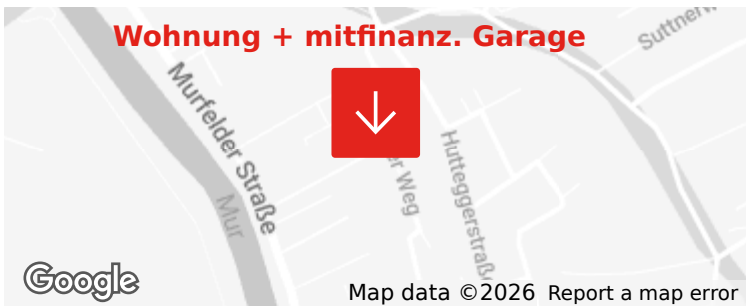 Wohnung + mitfinanz. Garage
Murfelder Straße
Mur
Weg
Hutteggerstraße
Google
Map data ©2026 Report a map error